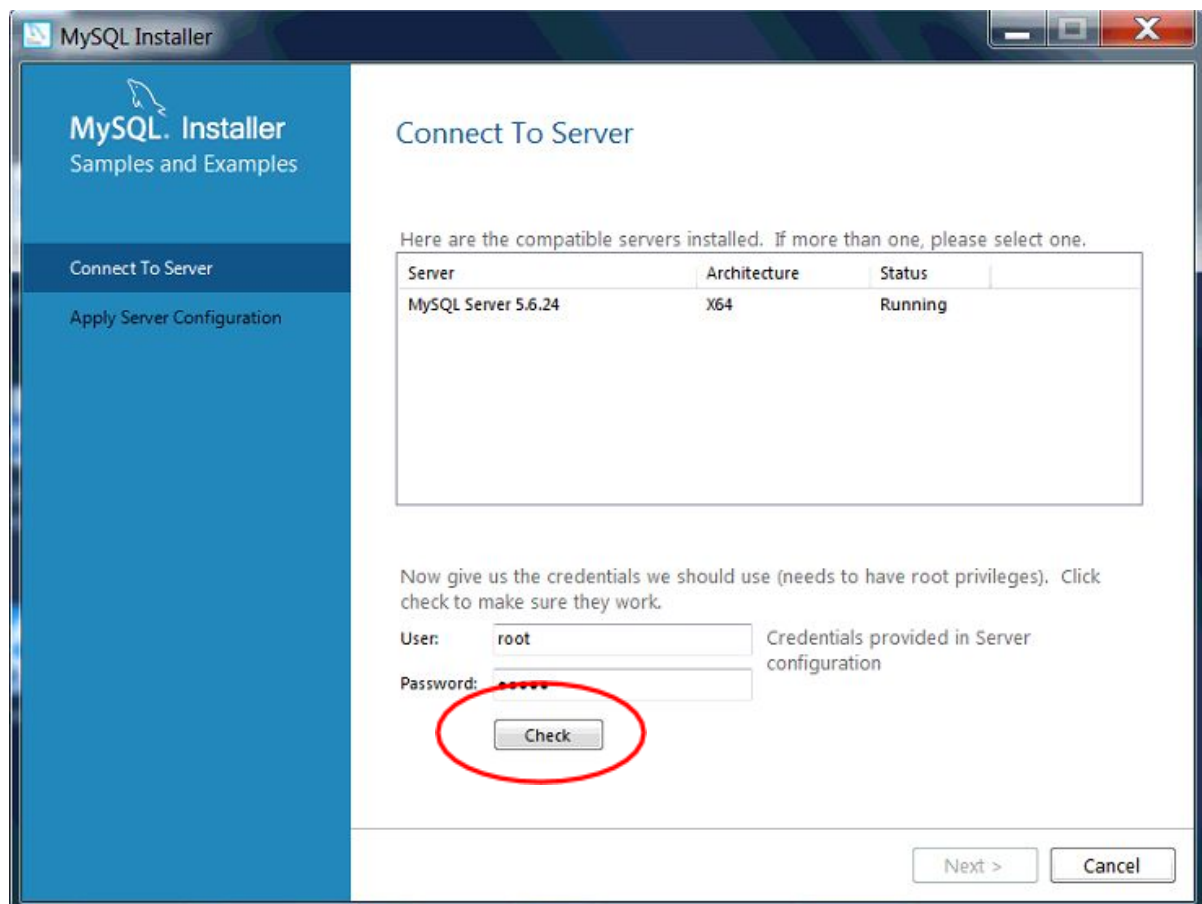 MySQL Installer
MySQL. Installer
Samples and Examples
Connect To Server
Apply Server Configuration
Connect To Server
Here are the compatible servers installed. If more than one, please select one.
Server Architecture Status
MySQL Server 5.6.24 X64 Running
Now give us the credentials we should use (needs to have root privileges). Click
check to make sure they work.
User: root
Credentials provided in Server
configuration
Password: •••••
Check
Next > Cancel